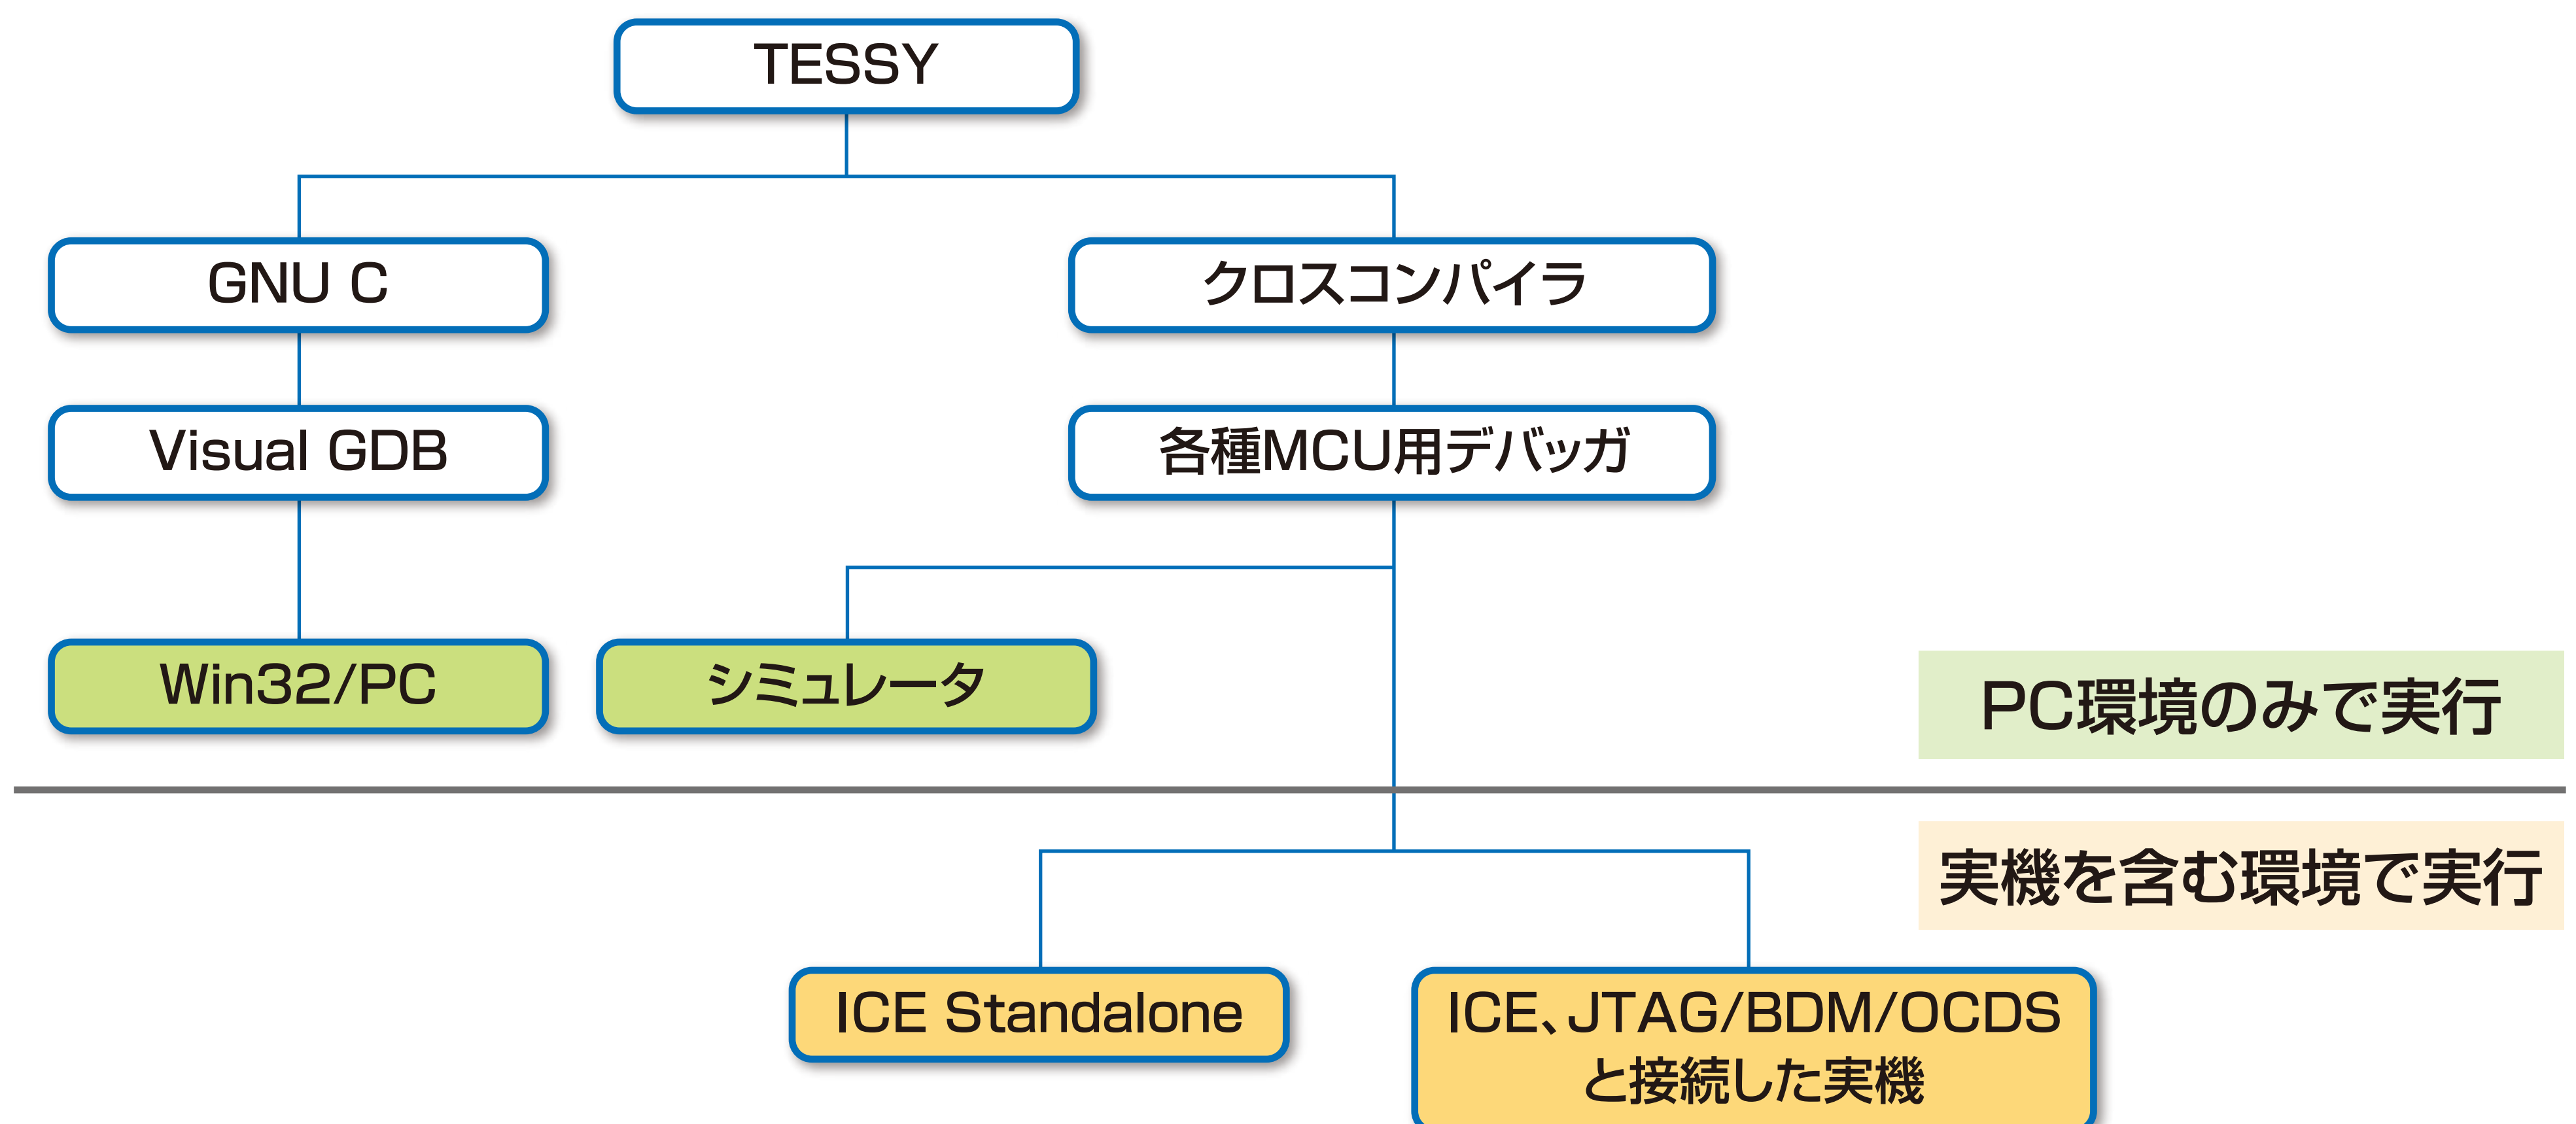 TESSY
GNU C
クロスコンパイラ
Visual GDB
各種MCU用デバッガ
Win32/PC
シミュレータ
PC環境のみで実行
実機を含む環境で実行
ICE Standalone
ICE、JTAG/BDM/OCDS
と接続した実機